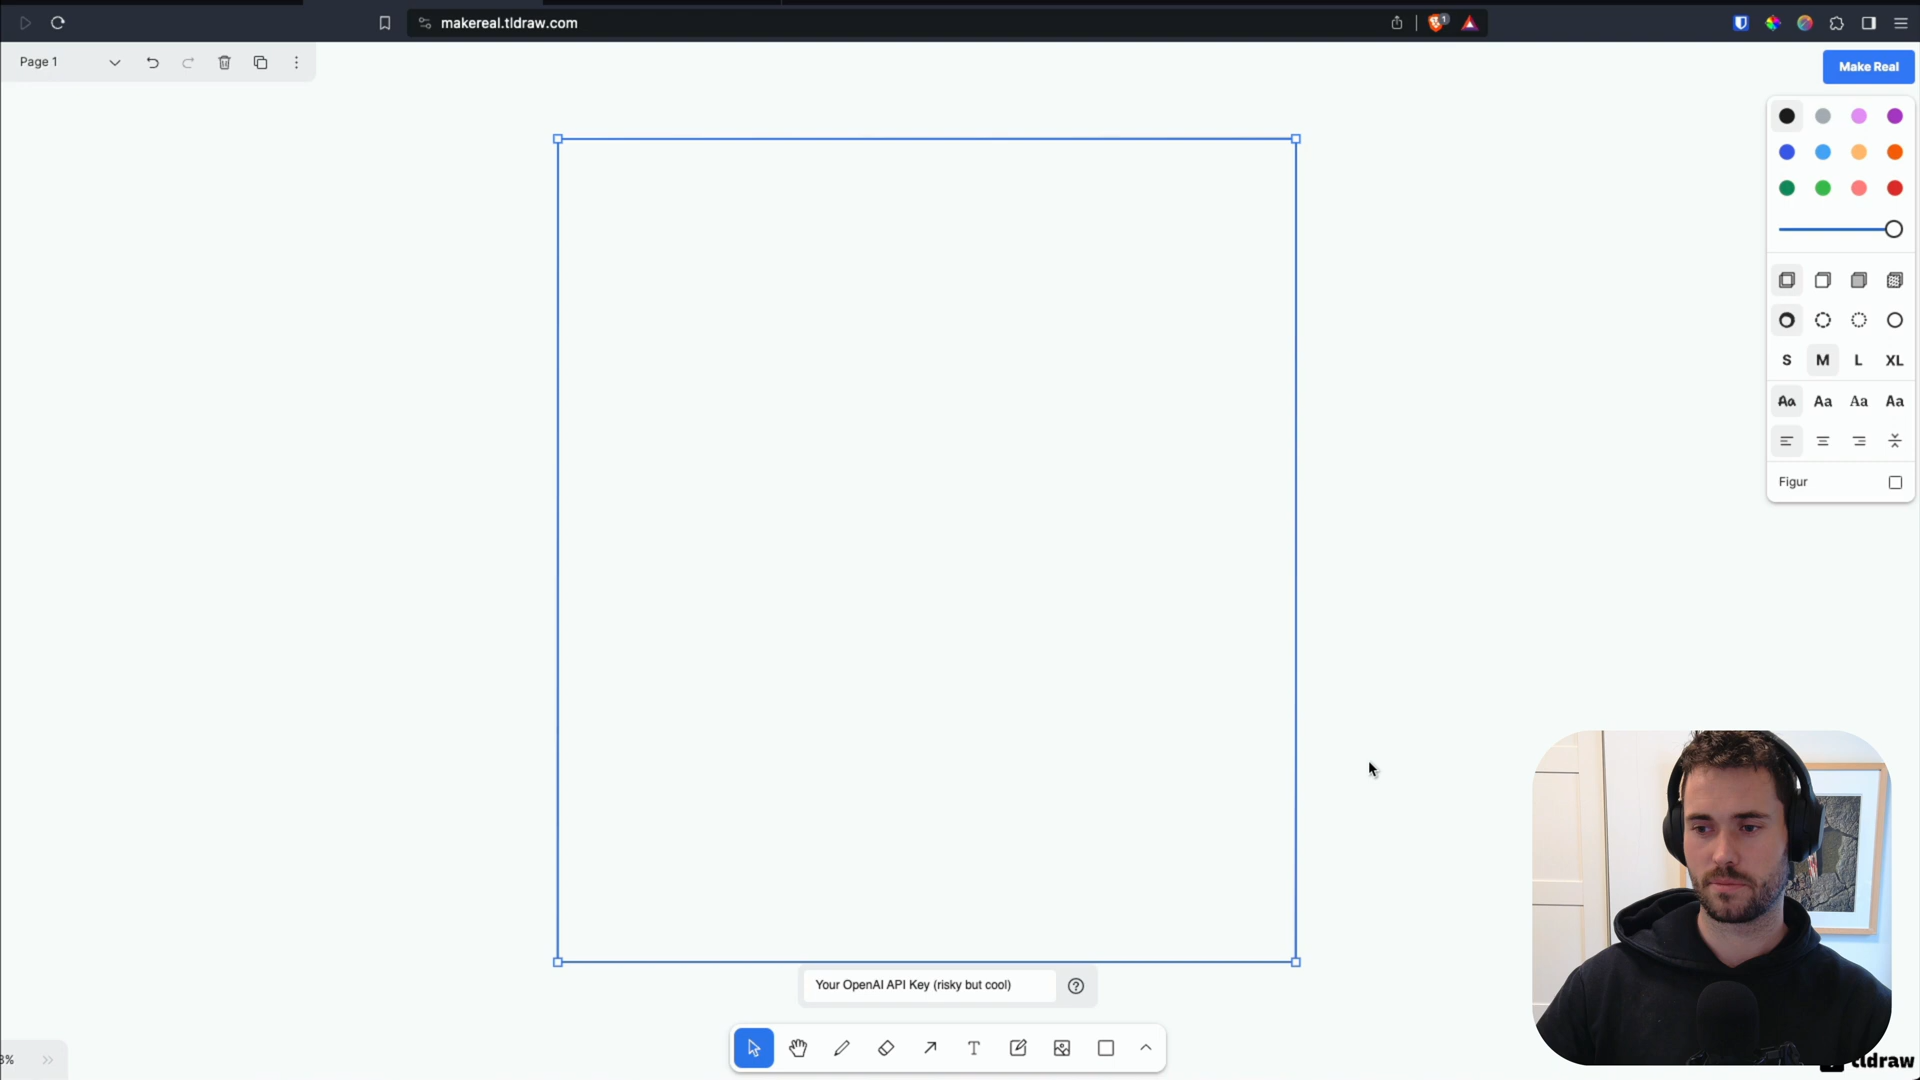 makereal.tldraw.com
1
Page 1
Make Real
S M L XL
Aa Aa Aa Aa
Figur
Your OpenAI API Key (risky but cool)
T
%
tldraw